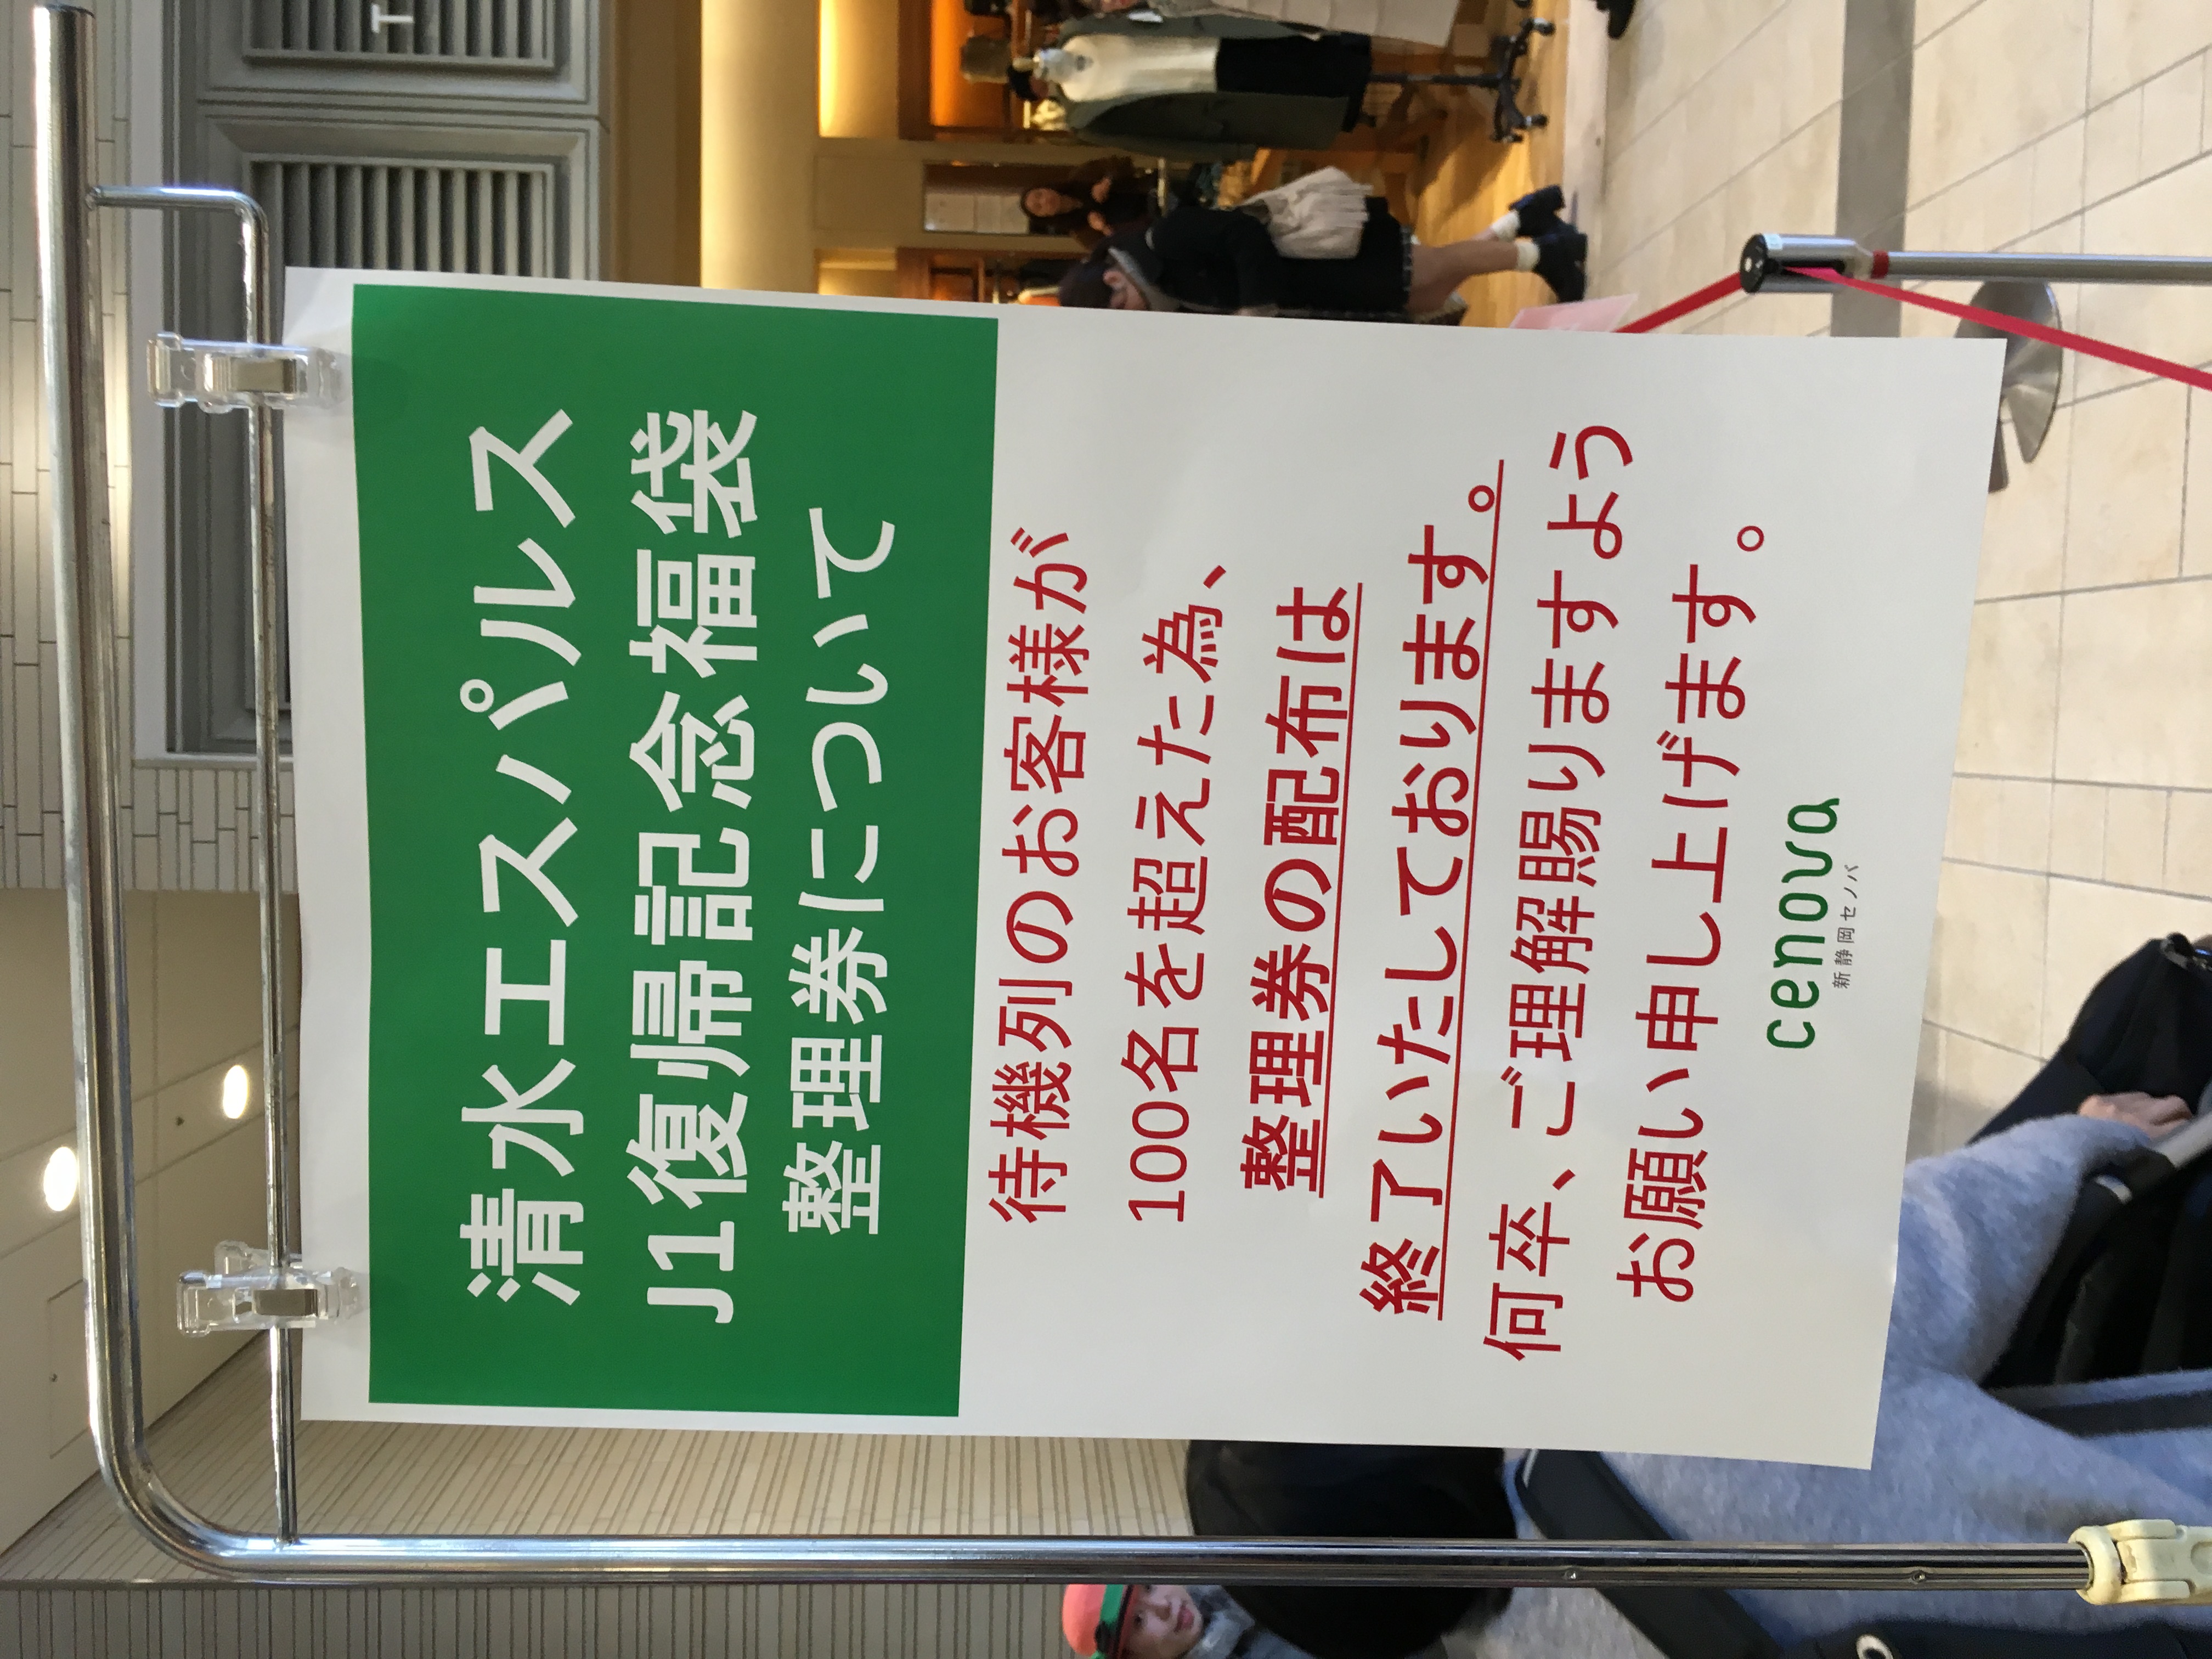 清水エスパルス
J1復帰記念福袋
整理券について
待機列のお客様が
100名を超えた為、
整理券の配布は
終了いたしております。
何卒、ご理解賜りますよう
お願い申し上げます。
cenova
新静岡セノバ